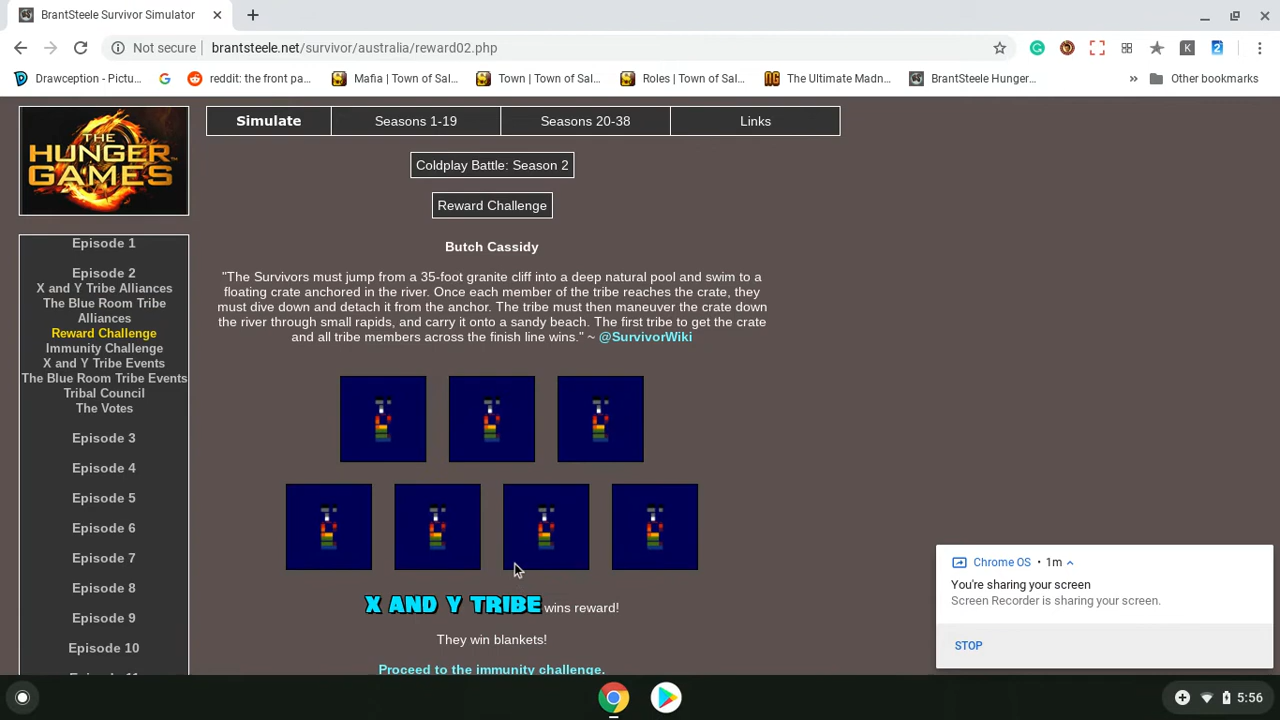 BrantSteele Survivor Simulator
Not secure
brantsteele.net/survivor/australia/reward02.php
Drawception - Pictu...
reddit: the front pa...
Mafia | Town of Sal...
Town | Town of Sal...
Roles | Town of Sal...
The Ultimate Madn...
BrantSteele Hunger...
Other bookmarks
THE
HUNGER
GAMES
Simulate
Seasons 1-19
Seasons 20-38
Links
Coldplay Battle: Season 2
Reward Challenge
Butch Cassidy
"The Survivors must jump from a 35-foot granite cliff into a deep natural pool and swim to a
floating crate anchored in the river. Once each member of the tribe reaches the crate, they
must dive down and detach it from the anchor. The tribe must then maneuver the crate down
the river through small rapids, and carry it onto a sandy beach. The first tribe to get the crate
and all tribe members across the finish line wins." ~ @SurvivorWiki
X AND Y TRIBE wins reward!
They win blankets!
Proceed to the immunity challenge.
Episode 1
Episode 2
X and Y Tribe Alliances
The Blue Room Tribe
Alliances
Reward Challenge
Immunity Challenge
X and Y Tribe Events
The Blue Room Tribe Events
Tribal Council
The Votes
Episode 3
Episode 4
Episode 5
Episode 6
Episode 7
Episode 8
Episode 9
Episode 10
Chrome OS • 1m
You're sharing your screen
Screen Recorder is sharing your screen.
STOP
5:56